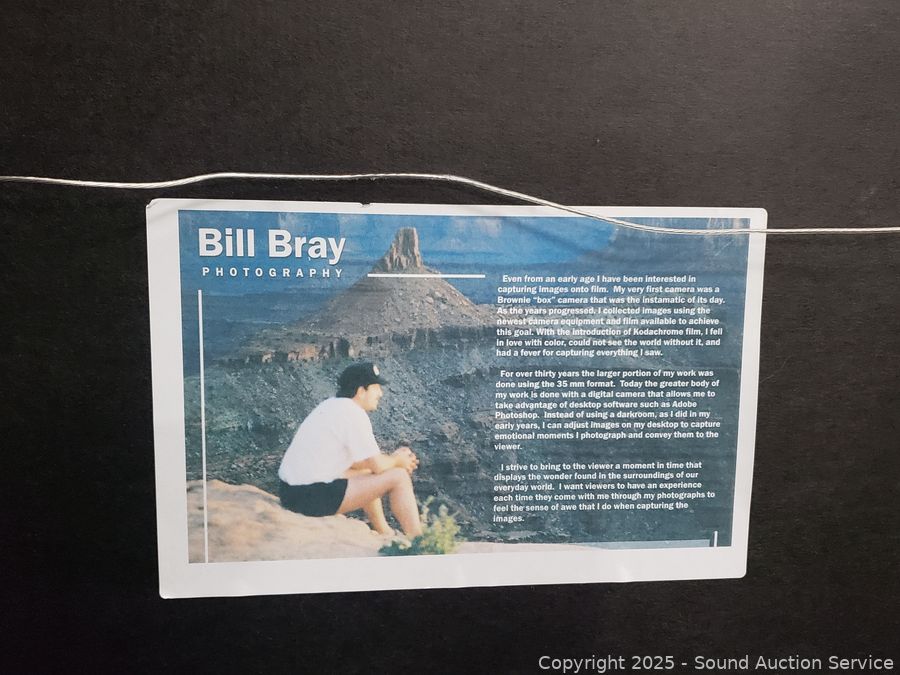 Bill Bray
PHOTOGRAPHY
Even from an early age I have been interested in
capturing images onto film. My very first camera was a
Brownie "box" camera that was the instamatic of its day.
As the years progressed, I collected images using the
newest camera equipment and film available to achieve
this goal. With the introduction of Kodachrome film, I fell
in love with color, could not see the world without it, and
had a fever for capturing everything I saw.
For over thirty years the larger portion of my work was
done using the 35 mm format. Today the greater body of
my work is done with a digital camera that allows me to
take advantage of desktop software such as Adobe
Photoshop. Instead of using a darkroom, as I did in my
early years, I can adjust images on my desktop to capture
emotional moments I photograph and convey them to the
viewer.
I strive to bring to the viewer a moment in time that
displays the wonder found in the surroundings of our
everyday world. I want viewers to have an experience
each time they come with me through my photographs to
feel the sense of awe that I do when capturing the
images.
Copyright 2025 - Sound Auction Service